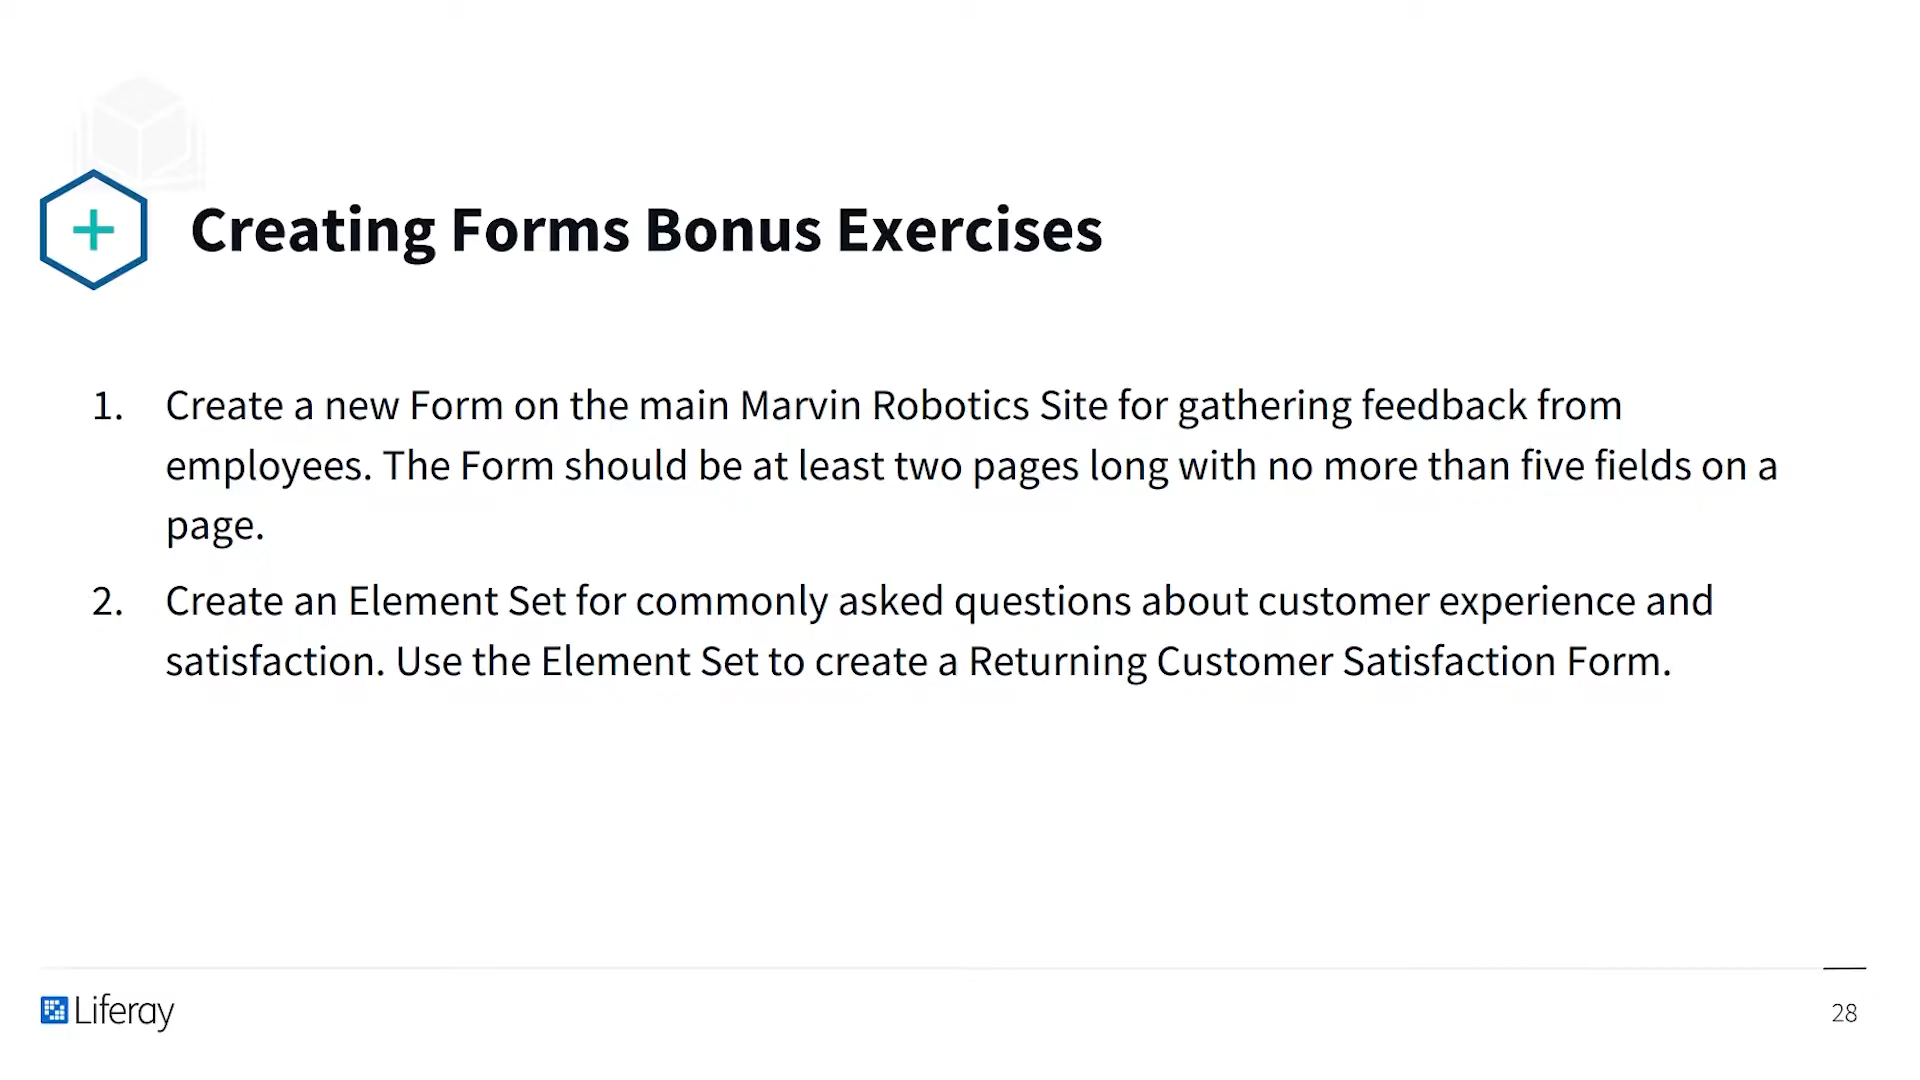 Creating Forms Bonus Exercises
1. Create a new Form on the main Marvin Robotics Site for gathering feedback from
employees. The Form should be at least two pages long with no more than five fields on a
page.
2. Create an Element Set for commonly asked questions about customer experience and
satisfaction. Use the Element Set to create a Returning Customer Satisfaction Form.
Liferay
28